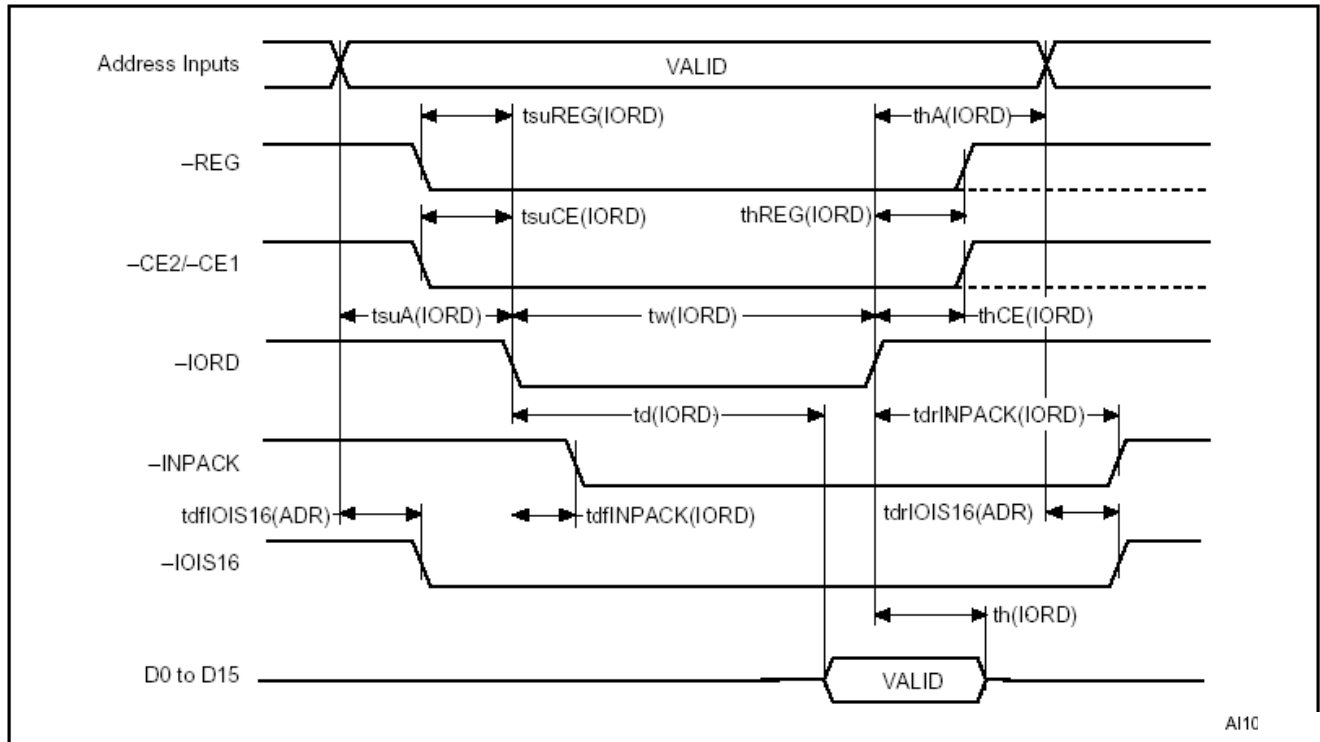 Address Inputs
VALID
tsuREG(IORD)
thA(IORD)
–REG
tsuCE(IORD)
thREG(IORD)
–CE2/–CE1
tsuA(IORD)
tw(IORD)
thCE(IORD)
–IORD
td(IORD)
tdrINPACK(IORD)
–INPACK
tdfIOIS16(ADR)
tdfINPACK(IORD)
tdrIOIS16(ADR)
–IOIS16
th(IORD)
D0 to D15
VALID
AI10